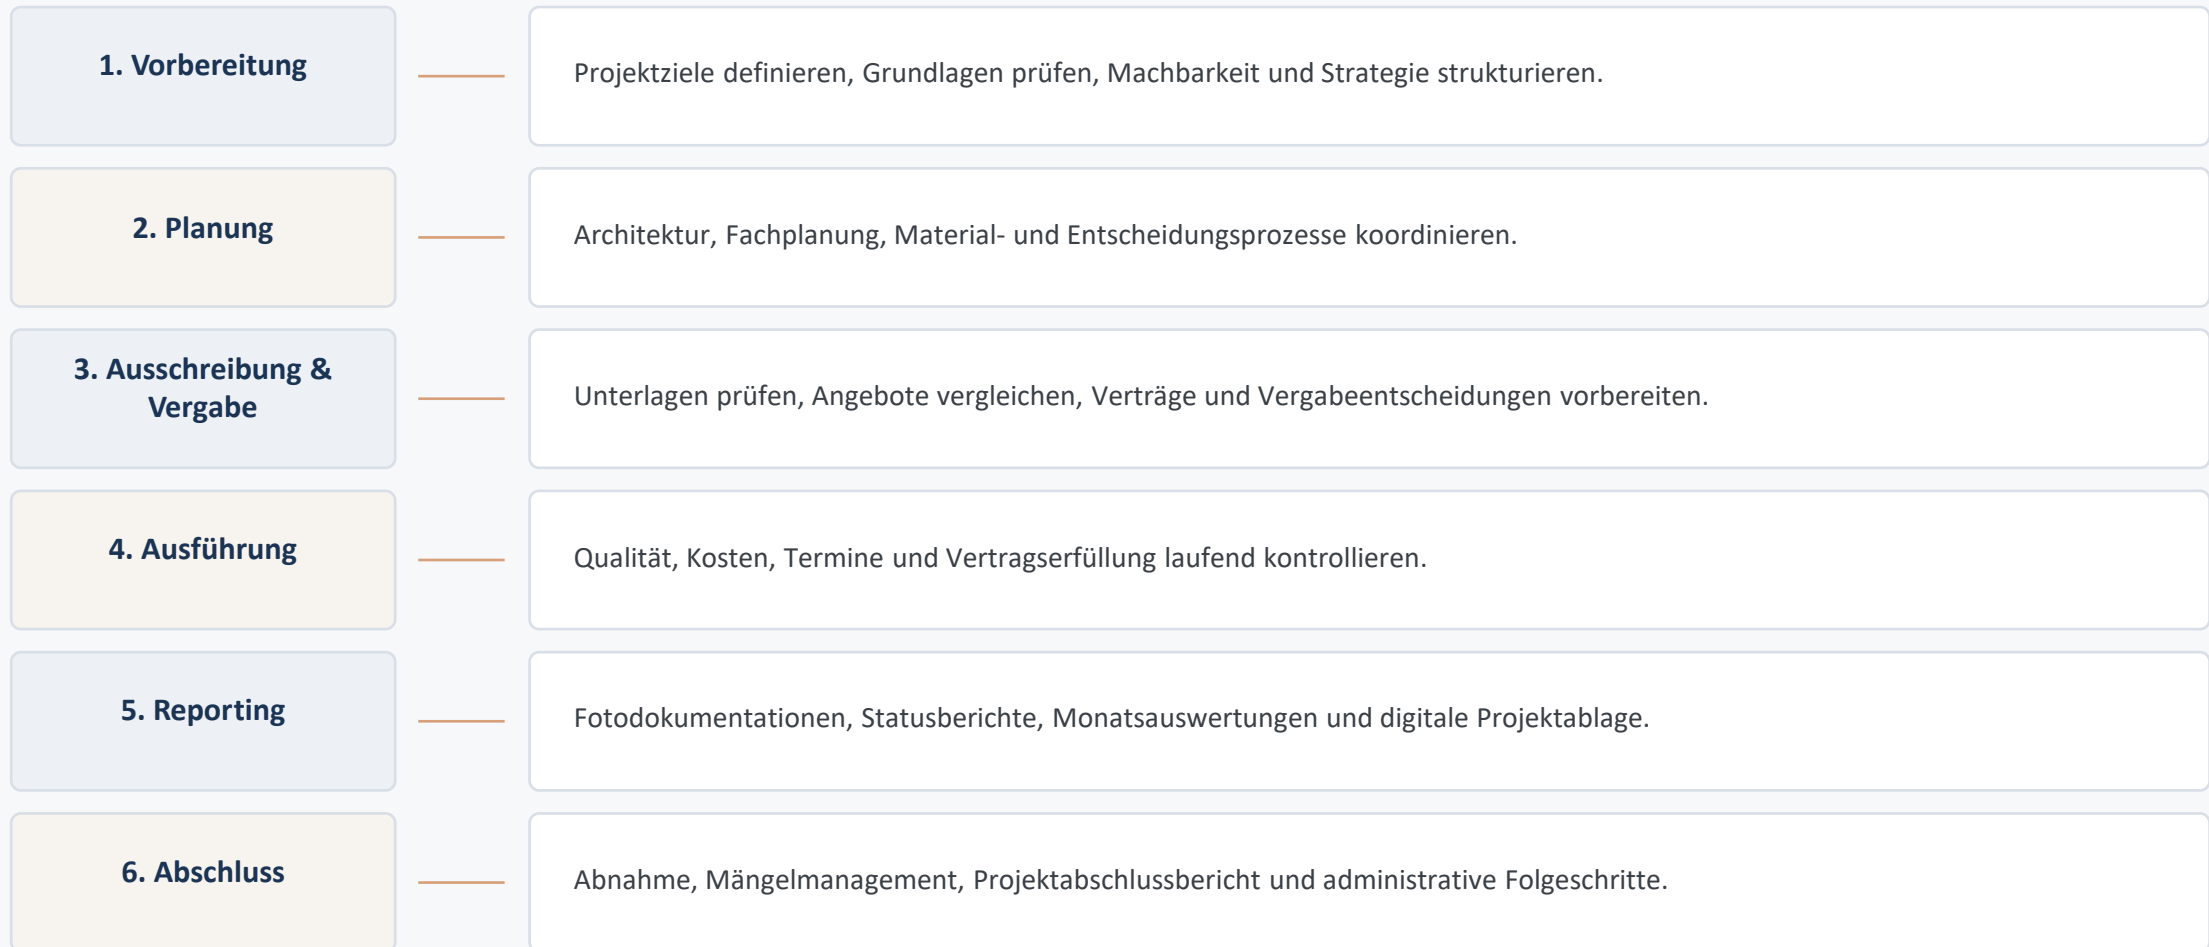 1. Vorbereitung
Projektziele definieren, Grundlagen prüfen, Machbarkeit und Strategie strukturieren.
2. Planung
Architektur, Fachplanung, Material- und Entscheidungsprozesse koordinieren.
3. Ausschreibung &
Vergabe
Unterlagen prüfen, Angebote vergleichen, Verträge und Vergabeentscheidungen vorbereiten.
4. Ausführung
Qualität, Kosten, Termine und Vertragserfüllung laufend kontrollieren.
5. Reporting
Fotodokumentationen, Statusberichte, Monatsauswertungen und digitale Projektablage.
6. Abschluss
Abnahme, Mängelmanagement, Projektabschlussbericht und administrative Folgeschritte.